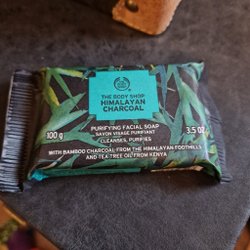 THE BODY SHOP
HIMALAYAN
CHARCOAL
PURIFYING FACIAL SOAP
SAVON VISAGE PURIFIANT
CLEANSES, PURIFIES
100 g
3.5 OZ
WITH BAMBOO CHARCOAL FROM THE HIMALAYAN FOOTHILLS
AND TEA TREE OIL FROM KENYA